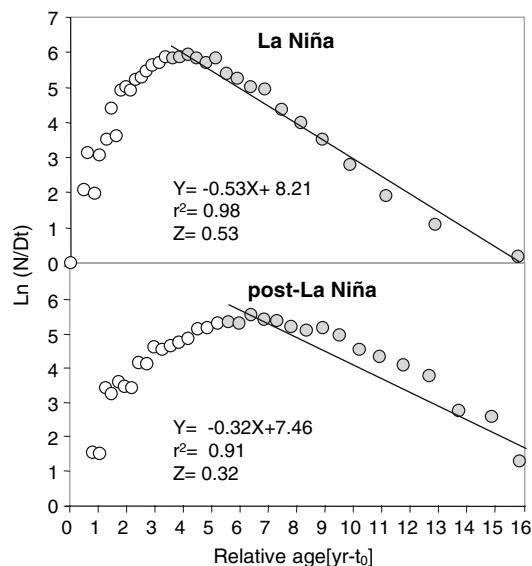 La Niña
7
6
5
4
3
2
1
0
Y= -0.53X+ 8.21
r² = 0.98
Z= 0.53
Ln (N/Dt)
post-La Niña
6
5
4
3
2
1
0
Y= -0.32X+7.46
r² = 0.91
Z= 0.32
0 1 2 3 4 5 6 7 8 9 10 11 12 13 14 15 16
Relative age[yr-t₀]